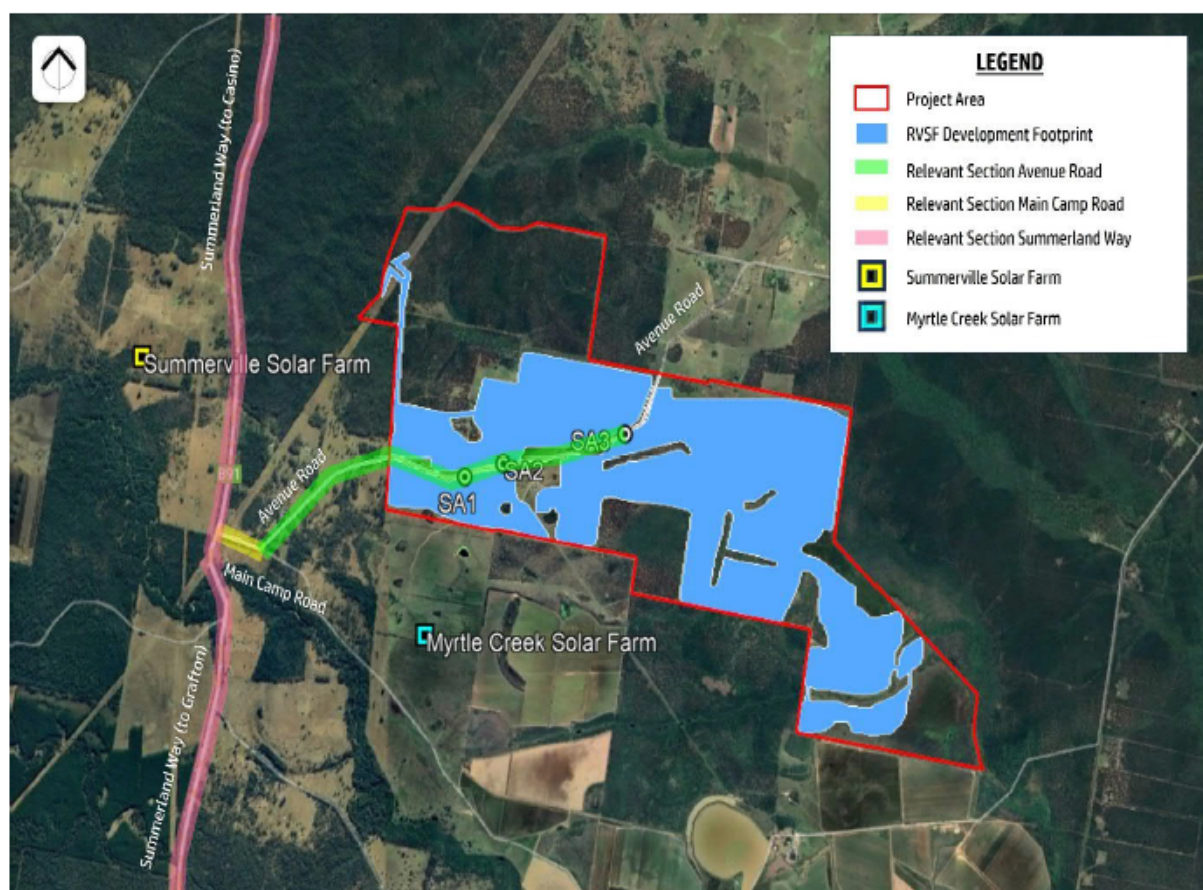 LEGEND
Project Area
RVSF Development Footprint
Relevant Section Avenue Road
Relevant Section Main Camp Road
Relevant Section Summerland Way
Summerville Solar Farm
Myrtle Creek Solar Farm
Summerland Way (to Casino)
Avenue Road
Summerville Solar Farm
SA3
SA2
SA1
Avenue Road
B91
Main Camp Road
Myrtle Creek Solar Farm
Summerland Way (to Grafton)